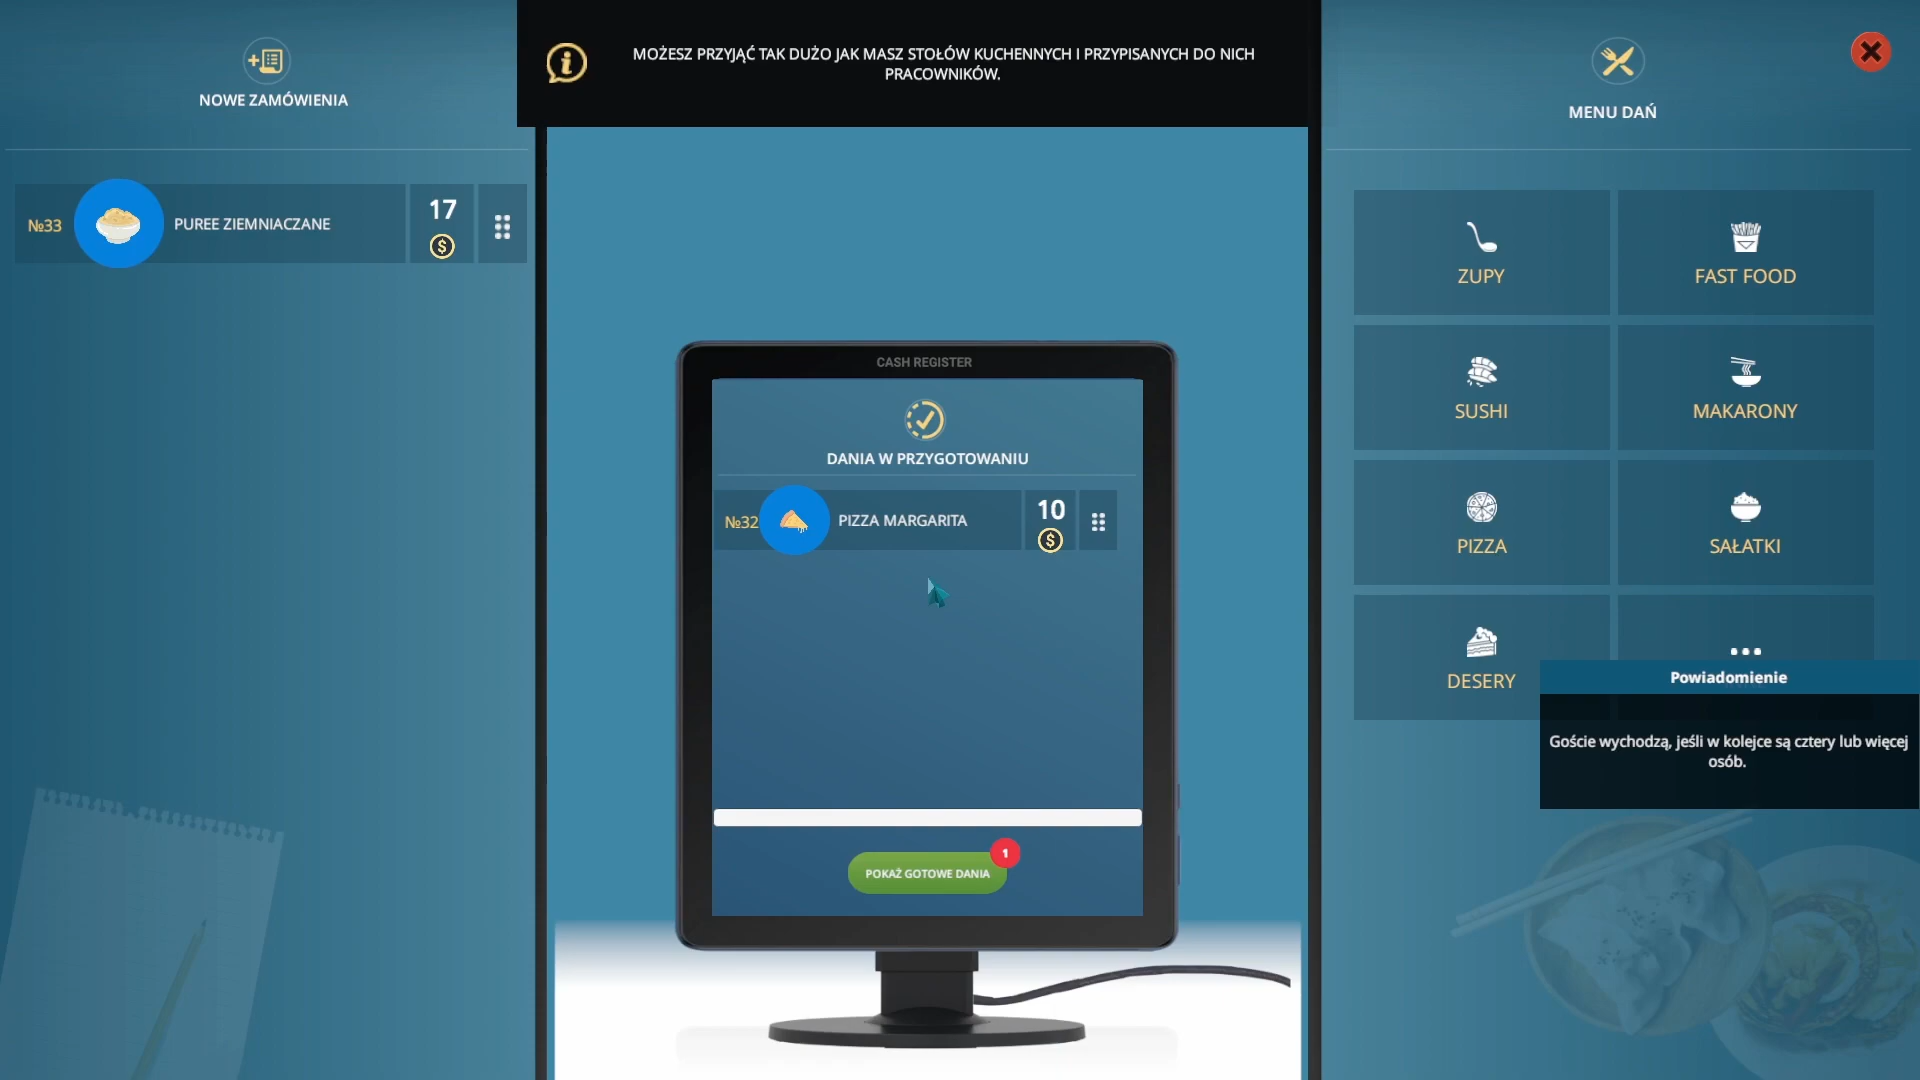 NOWE ZAMÓWIENIA
№33
PUREE ZIEMNIACZANE
17
MOŻESZ PRZYJĄĆ TAK DUŻO JAK MASZ STOŁÓW KUCHENNYCH I PRZYPISANYCH DO NICH
PRACOWNIKÓW.
CASH REGISTER
DANIA W PRZYGOTOWANIU
№32
PIZZA MARGARITA
10
POKAŻ GOTOWE DANIA
1
MENU DAŃ
ZUPY
FAST FOOD
SUSHI
MAKARONY
PIZZA
SAŁATKI
DESERY
Powiadomienie
Goście wychodzą, jeśli w kolejce są cztery lub więcej
osób.